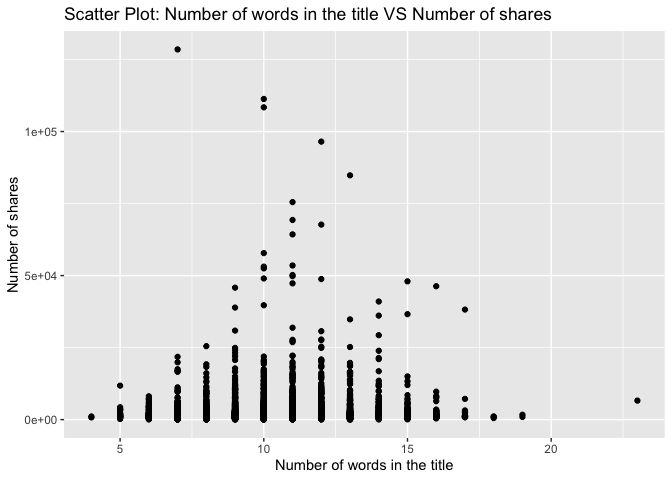 Scatter Plot: Number of words in the title VS Number of shares
1e+05
5e+04
0e+00
Number of shares
5 10 15 20
Number of words in the title